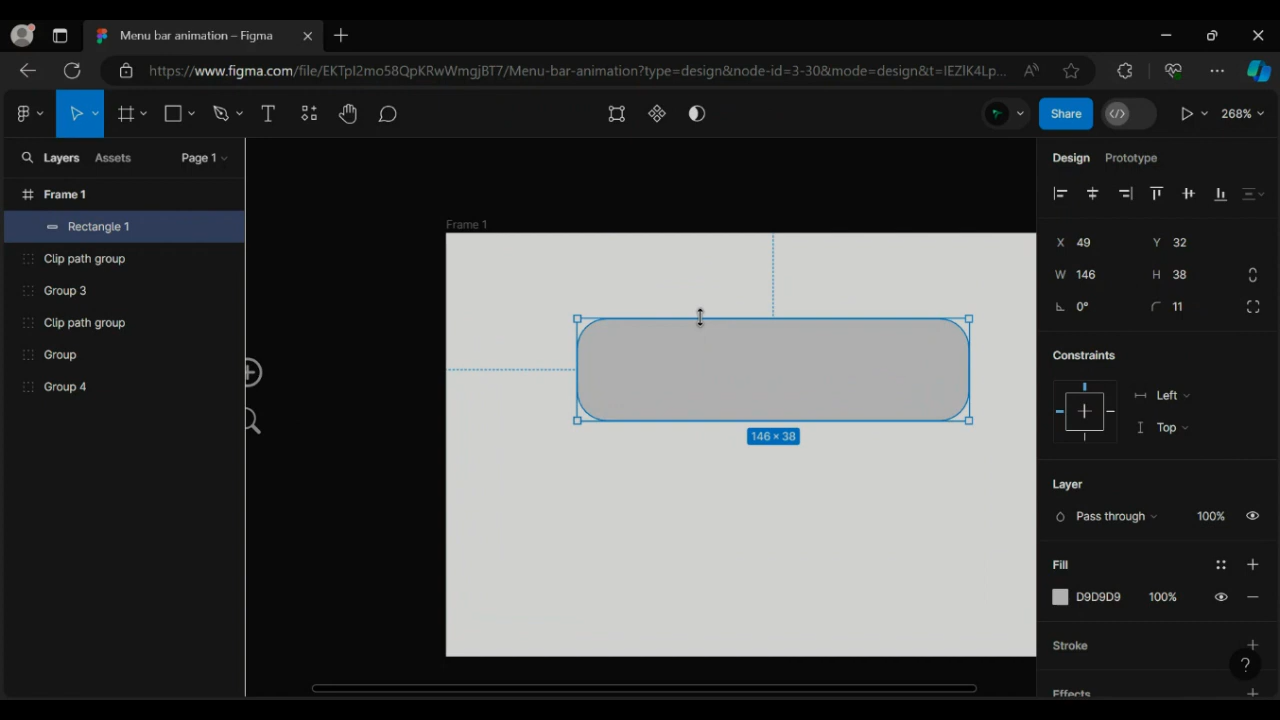 Menu bar animation – Figma
https://www.figma.com/file/EKTpI2mo58QpKRwWmgjBT7/Menu-bar-animation?type=design&node-id=3-30&mode=design&t=IEZIK4Lp...
Share
268%
Layers Assets Page 1
Design Prototype
Frame 1
Rectangle 1
Clip path group
Group 3
Clip path group
Group
Group 4
Frame 1
146 × 38
X 49 Y 32
W 146 H 38
0° 11
Constraints
Left
Top
Layer
Pass through 100%
Fill
D9D9D9 100%
Stroke
Effects
?